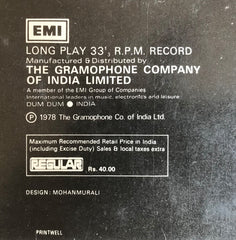 EMI
LONG PLAY 33⅓ R.P.M. RECORD
Manufactured & Distributed by
THE GRAMOPHONE COMPANY
OF INDIA LIMITED
A member of the EMI Group of Companies
International leaders in music, electronics and leisure
DUM DUM ● INDIA
Ⓟ 1978 The Gramophone Co. of India Ltd.
Maximum Recommended Retail Price in India
(including Excise Duty) Sales & local taxes extra
REGULAR Rs. 40.00
DESIGN: MOHANMURALI
PRINTWELL